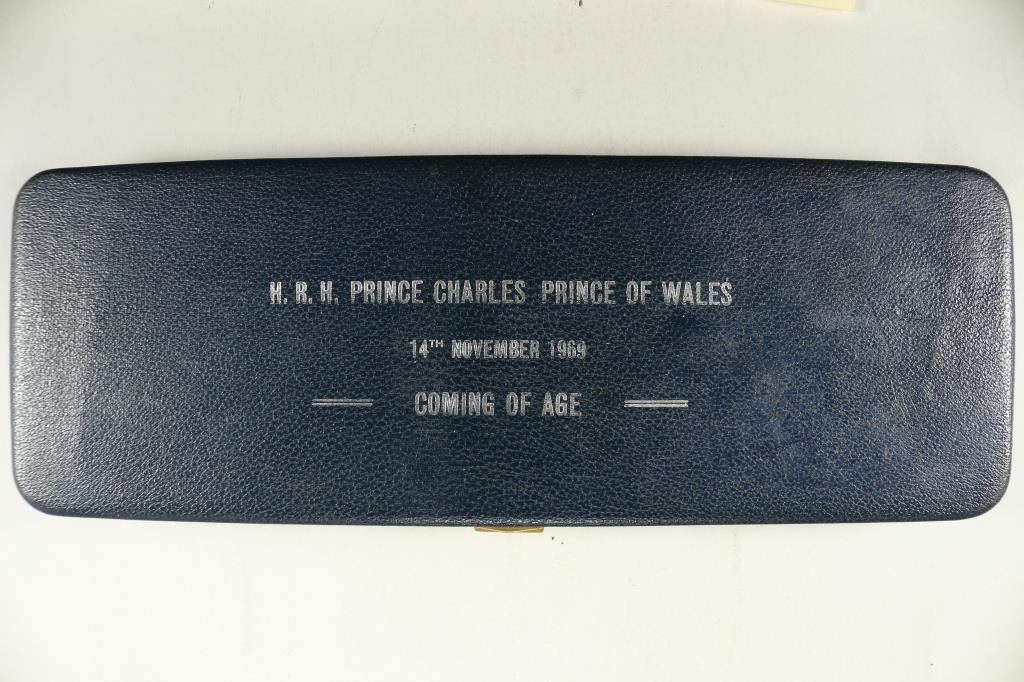 H. R. H. PRINCE CHARLES PRINCE OF WALES
14TH NOVEMBER 1969
COMING OF AGE